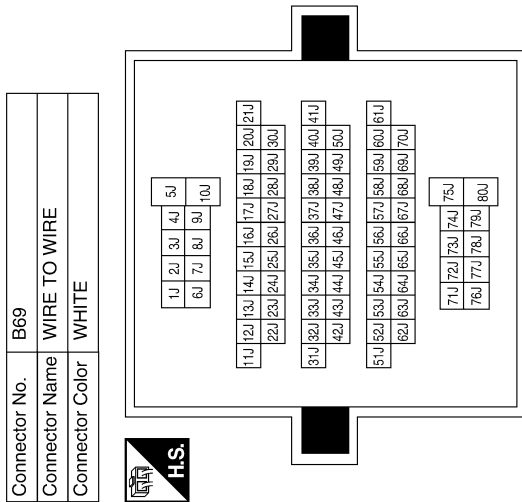 Connector No. B69
Connector Name WIRE TO WIRE
Connector Color WHITE
H.S.
1J 2J 3J 4J 5J
6J 7J 8J 9J 10J
11J 12J 13J 14J 15J 16J 17J 18J 19J 20J 21J
22J 23J 24J 25J 26J 27J 28J 29J 30J
31J 32J 33J 34J 35J 36J 37J 38J 39J 40J 41J
42J 43J 44J 45J 46J 47J 48J 49J 50J
51J 52J 53J 54J 55J 56J 57J 58J 59J 60J 61J
62J 63J 64J 65J 66J 67J 68J 69J 70J
71J 72J 73J 74J 75J
76J 77J 78J 79J 80J